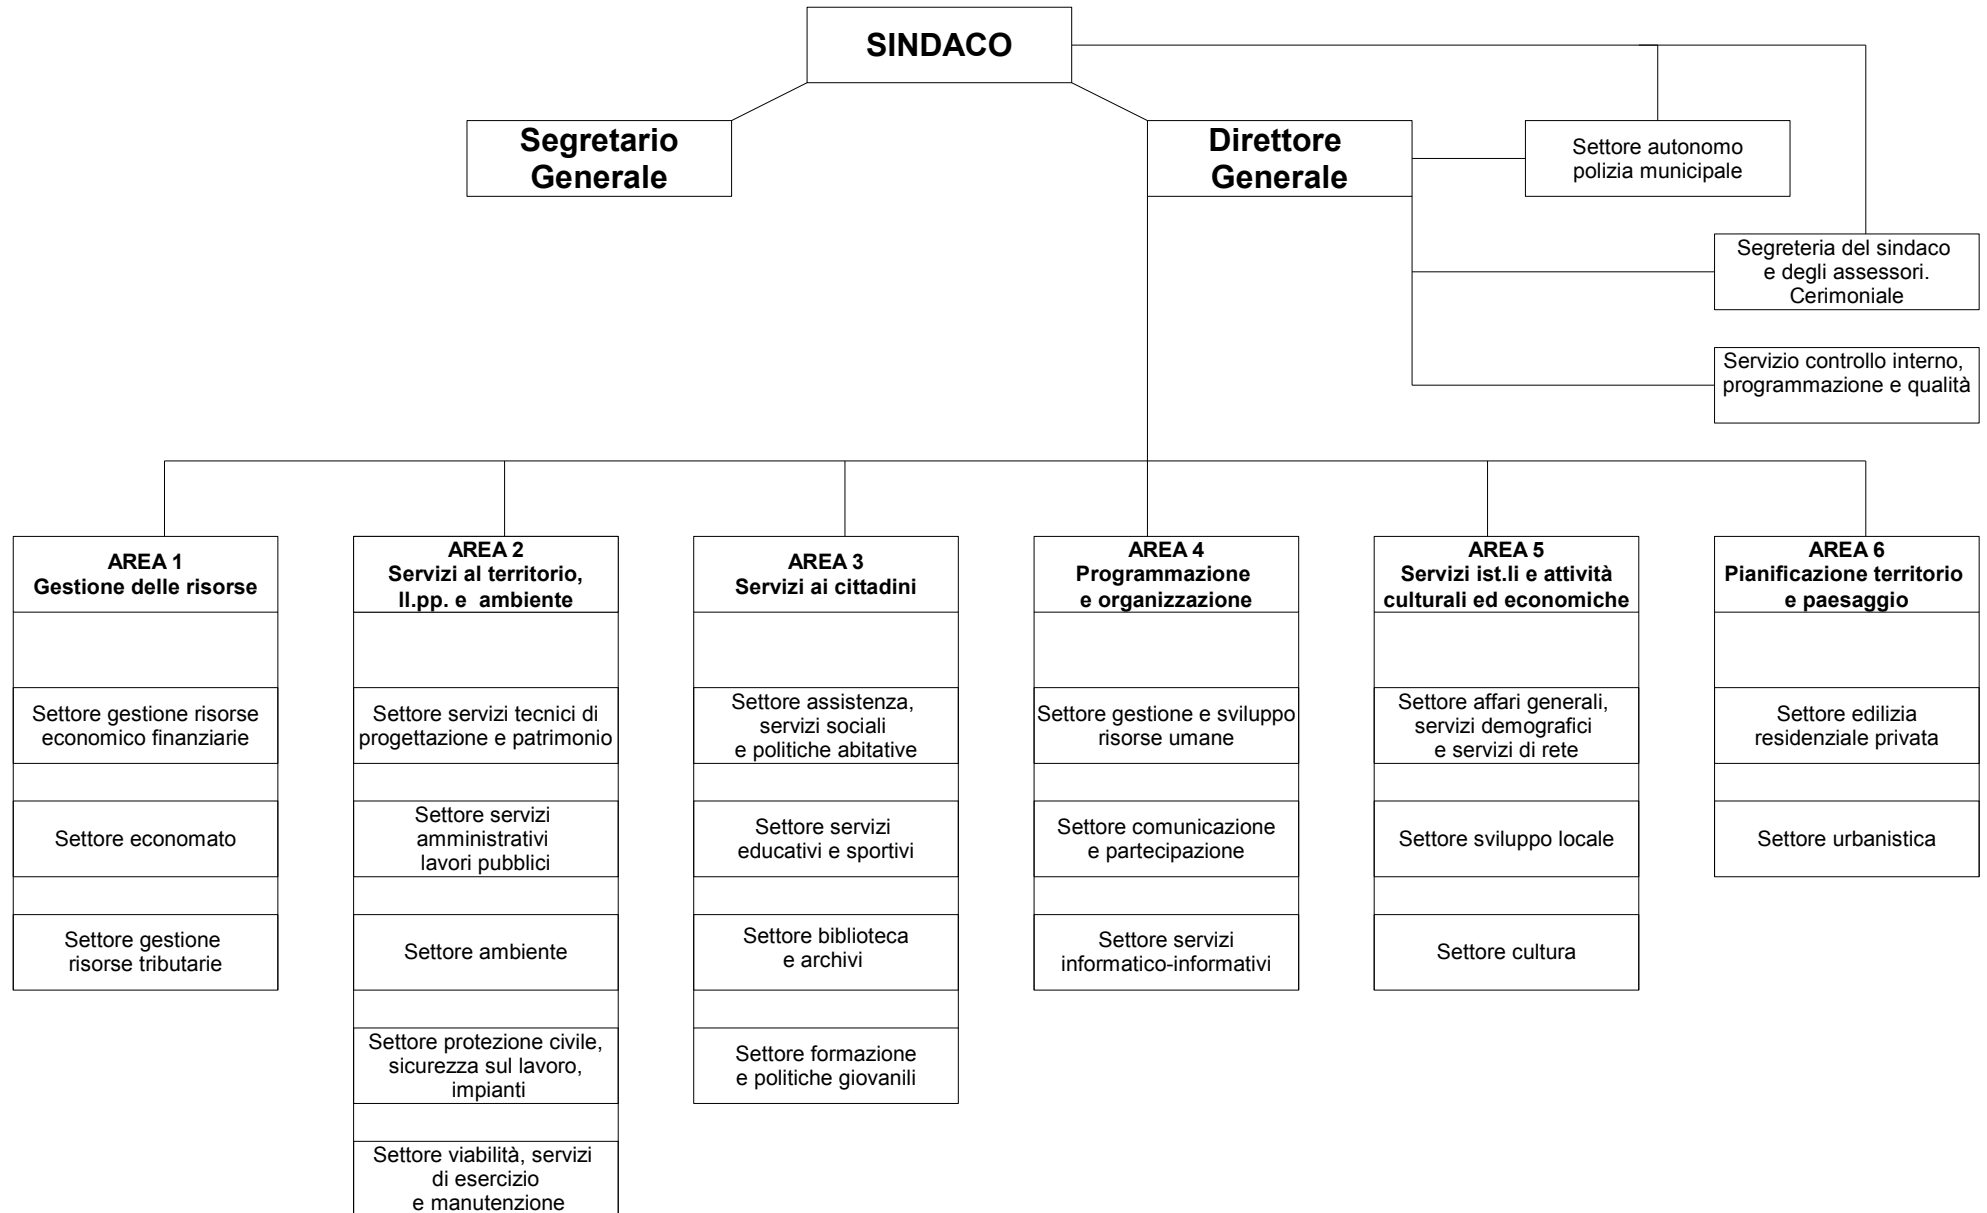 SINDACO
Segretario
Generale
Direttore
Generale
Settore autonomo
polizia municipale
Segreteria del sindaco
e degli assessori.
Cerimoniale
Servizio controllo interno,
programmazione e qualità
AREA 1
Gestione delle risorse
Settore gestione risorse
economico finanziarie
Settore economato
Settore gestione
risorse tributarie
AREA 2
Servizi al territorio,
ll.pp. e ambiente
Settore servizi tecnici di
progettazione e patrimonio
Settore servizi
amministrativi
lavori pubblici
Settore ambiente
Settore protezione civile,
sicurezza sul lavoro,
impianti
Settore viabilità, servizi
di esercizio
e manutenzione
AREA 3
Servizi ai cittadini
Settore assistenza,
servizi sociali
e politiche abitative
Settore servizi
educativi e sportivi
Settore biblioteca
e archivi
Settore formazione
e politiche giovanili
AREA 4
Programmazione
e organizzazione
Settore gestione e sviluppo
risorse umane
Settore comunicazione
e partecipazione
Settore servizi
informatico-informativi
AREA 5
Servizi ist.li e attività
culturali ed economiche
Settore affari generali,
servizi demografici
e servizi di rete
Settore sviluppo locale
Settore cultura
AREA 6
Pianificazione territorio
e paesaggio
Settore edilizia
residenziale privata
Settore urbanistica